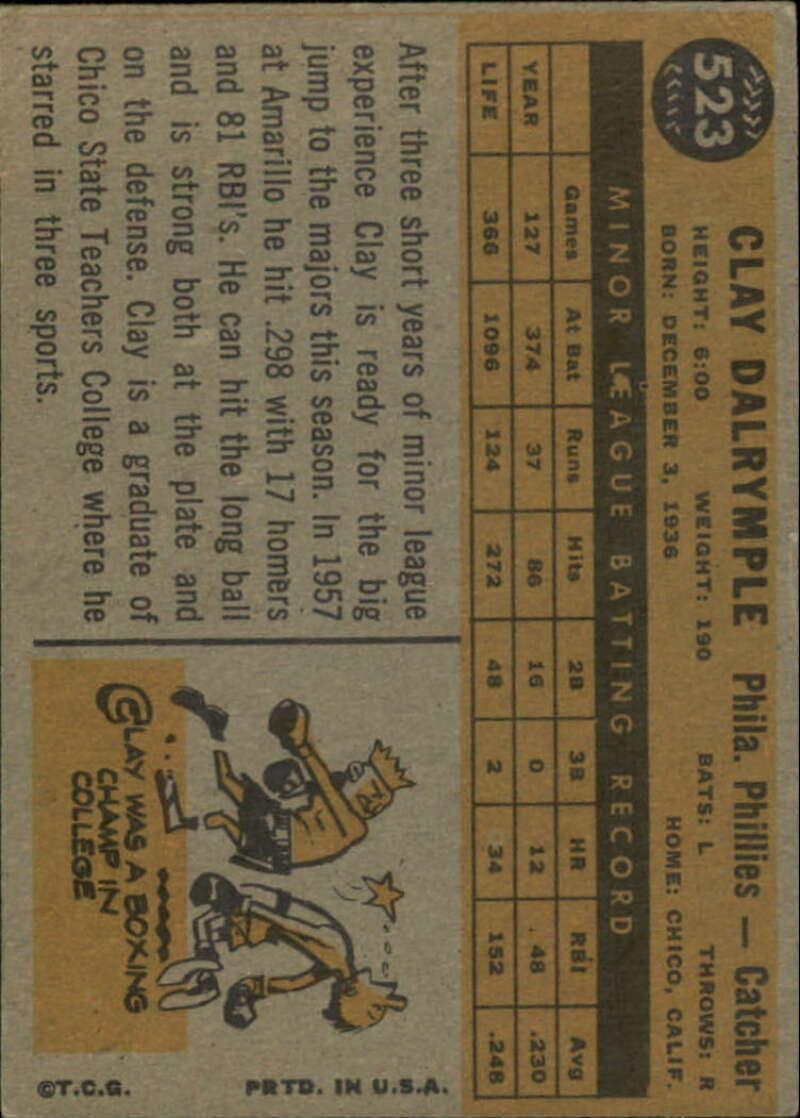 523
CLAY DALRYMPLE Phila. Phillies — Catcher
HEIGHT: 6:00 WEIGHT: 190 BATS: L THROWS: R
BORN: DECEMBER 3, 1936 HOME: CHICO, CALIF.
MINOR LEAGUE BATTING RECORD
Games At Bat Runs Hits 2B 3B HR RBI Avg
YEAR 127 374 37 86 16 0 12 48 .230
LIFE 366 1096 124 272 48 2 34 152 .248
After three short years of minor league
experience Clay is ready for the big
jump to the majors this season. In 1957
at Amarillo he hit .298 with 17 homers
and 81 RBI's. He can hit the long ball
and is strong both at the plate and
on the defense. Clay is a graduate of
Chico State Teachers College where he
starred in three sports.
CLAY WAS A BOXING
CHAMP IN
COLLEGE
©T.C.G. PRTD. IN U.S.A.